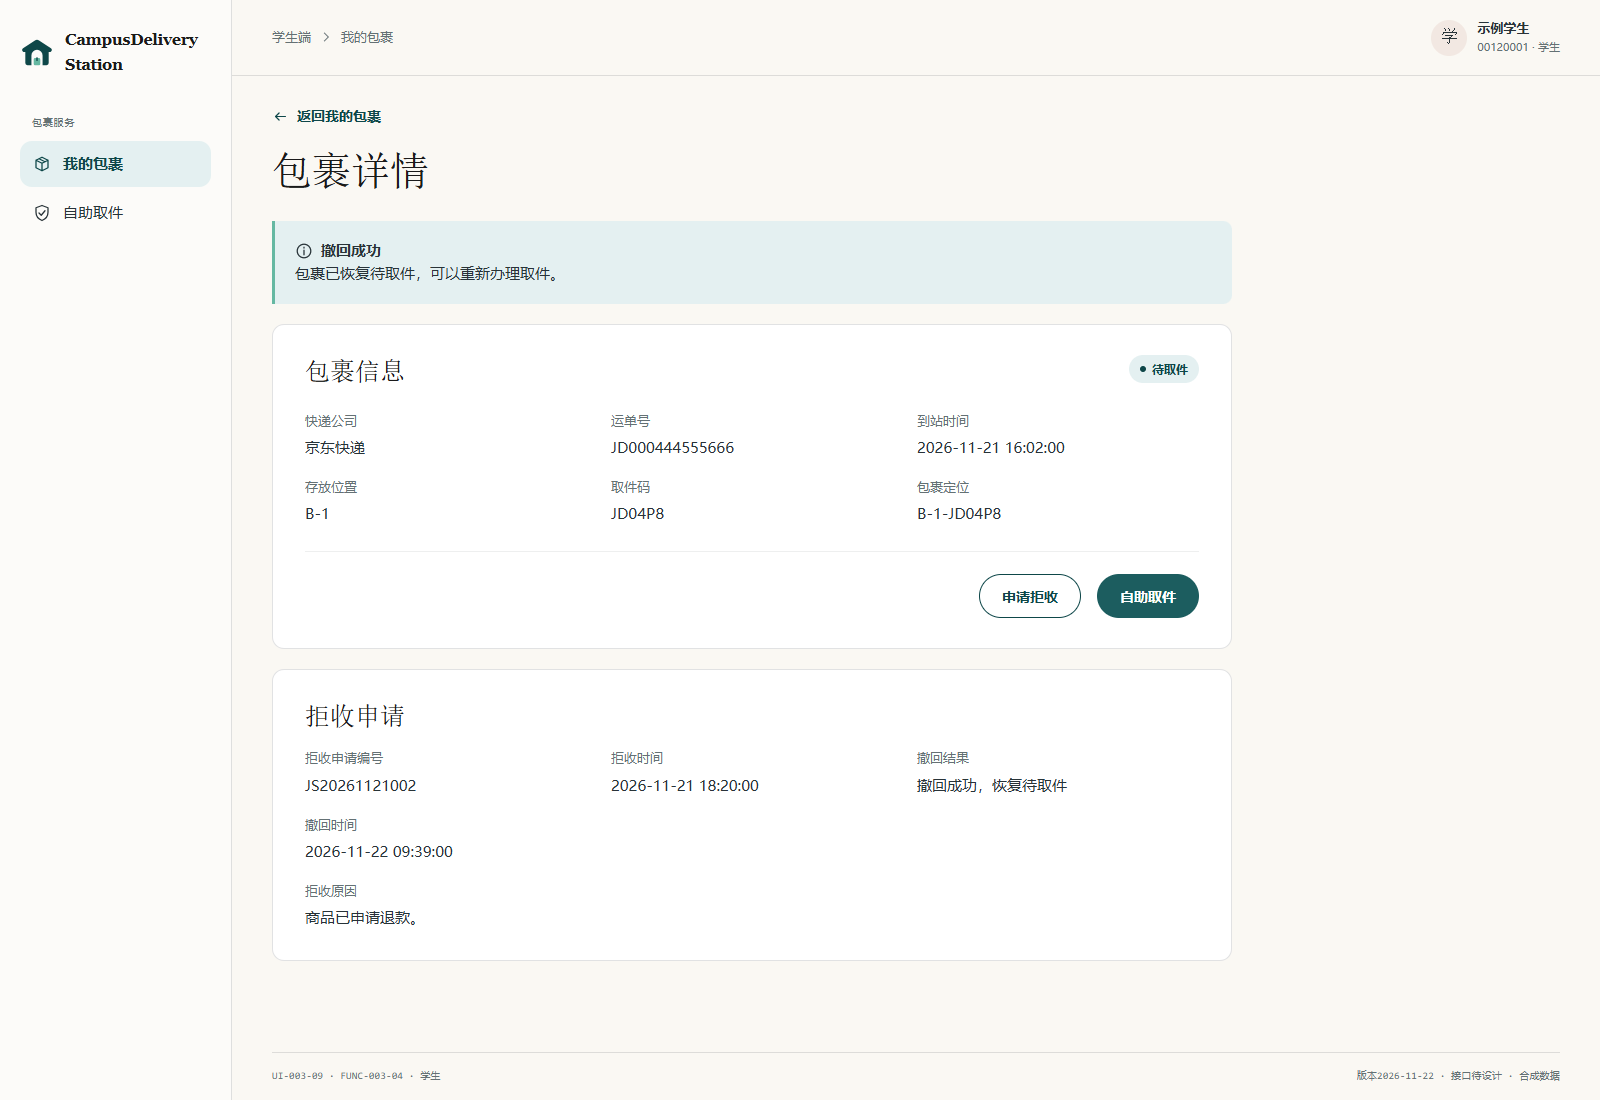 CampusDelivery
Station
包裹服务
我的包裹
自助取件
学生端 > 我的包裹
学
示例学生
00120001 · 学生
← 返回我的包裹
包裹详情
撤回成功
包裹已恢复待取件，可以重新办理取件。
包裹信息
待取件
快递公司 运单号 到站时间
京东快递 JD000444555666 2026-11-21 16:02:00
存放位置 取件码 包裹定位
B-1 JD04P8 B-1-JD04P8
申请拒收 自助取件
拒收申请
拒收申请编号 拒收时间 撤回结果
JS20261121002 2026-11-21 18:20:00 撤回成功，恢复待取件
撤回时间
2026-11-22 09:39:00
拒收原因
商品已申请退款。
UI-003-09 · FUNC-003-04 · 学生
版本2026-11-22 · 接口待设计 · 合成数据